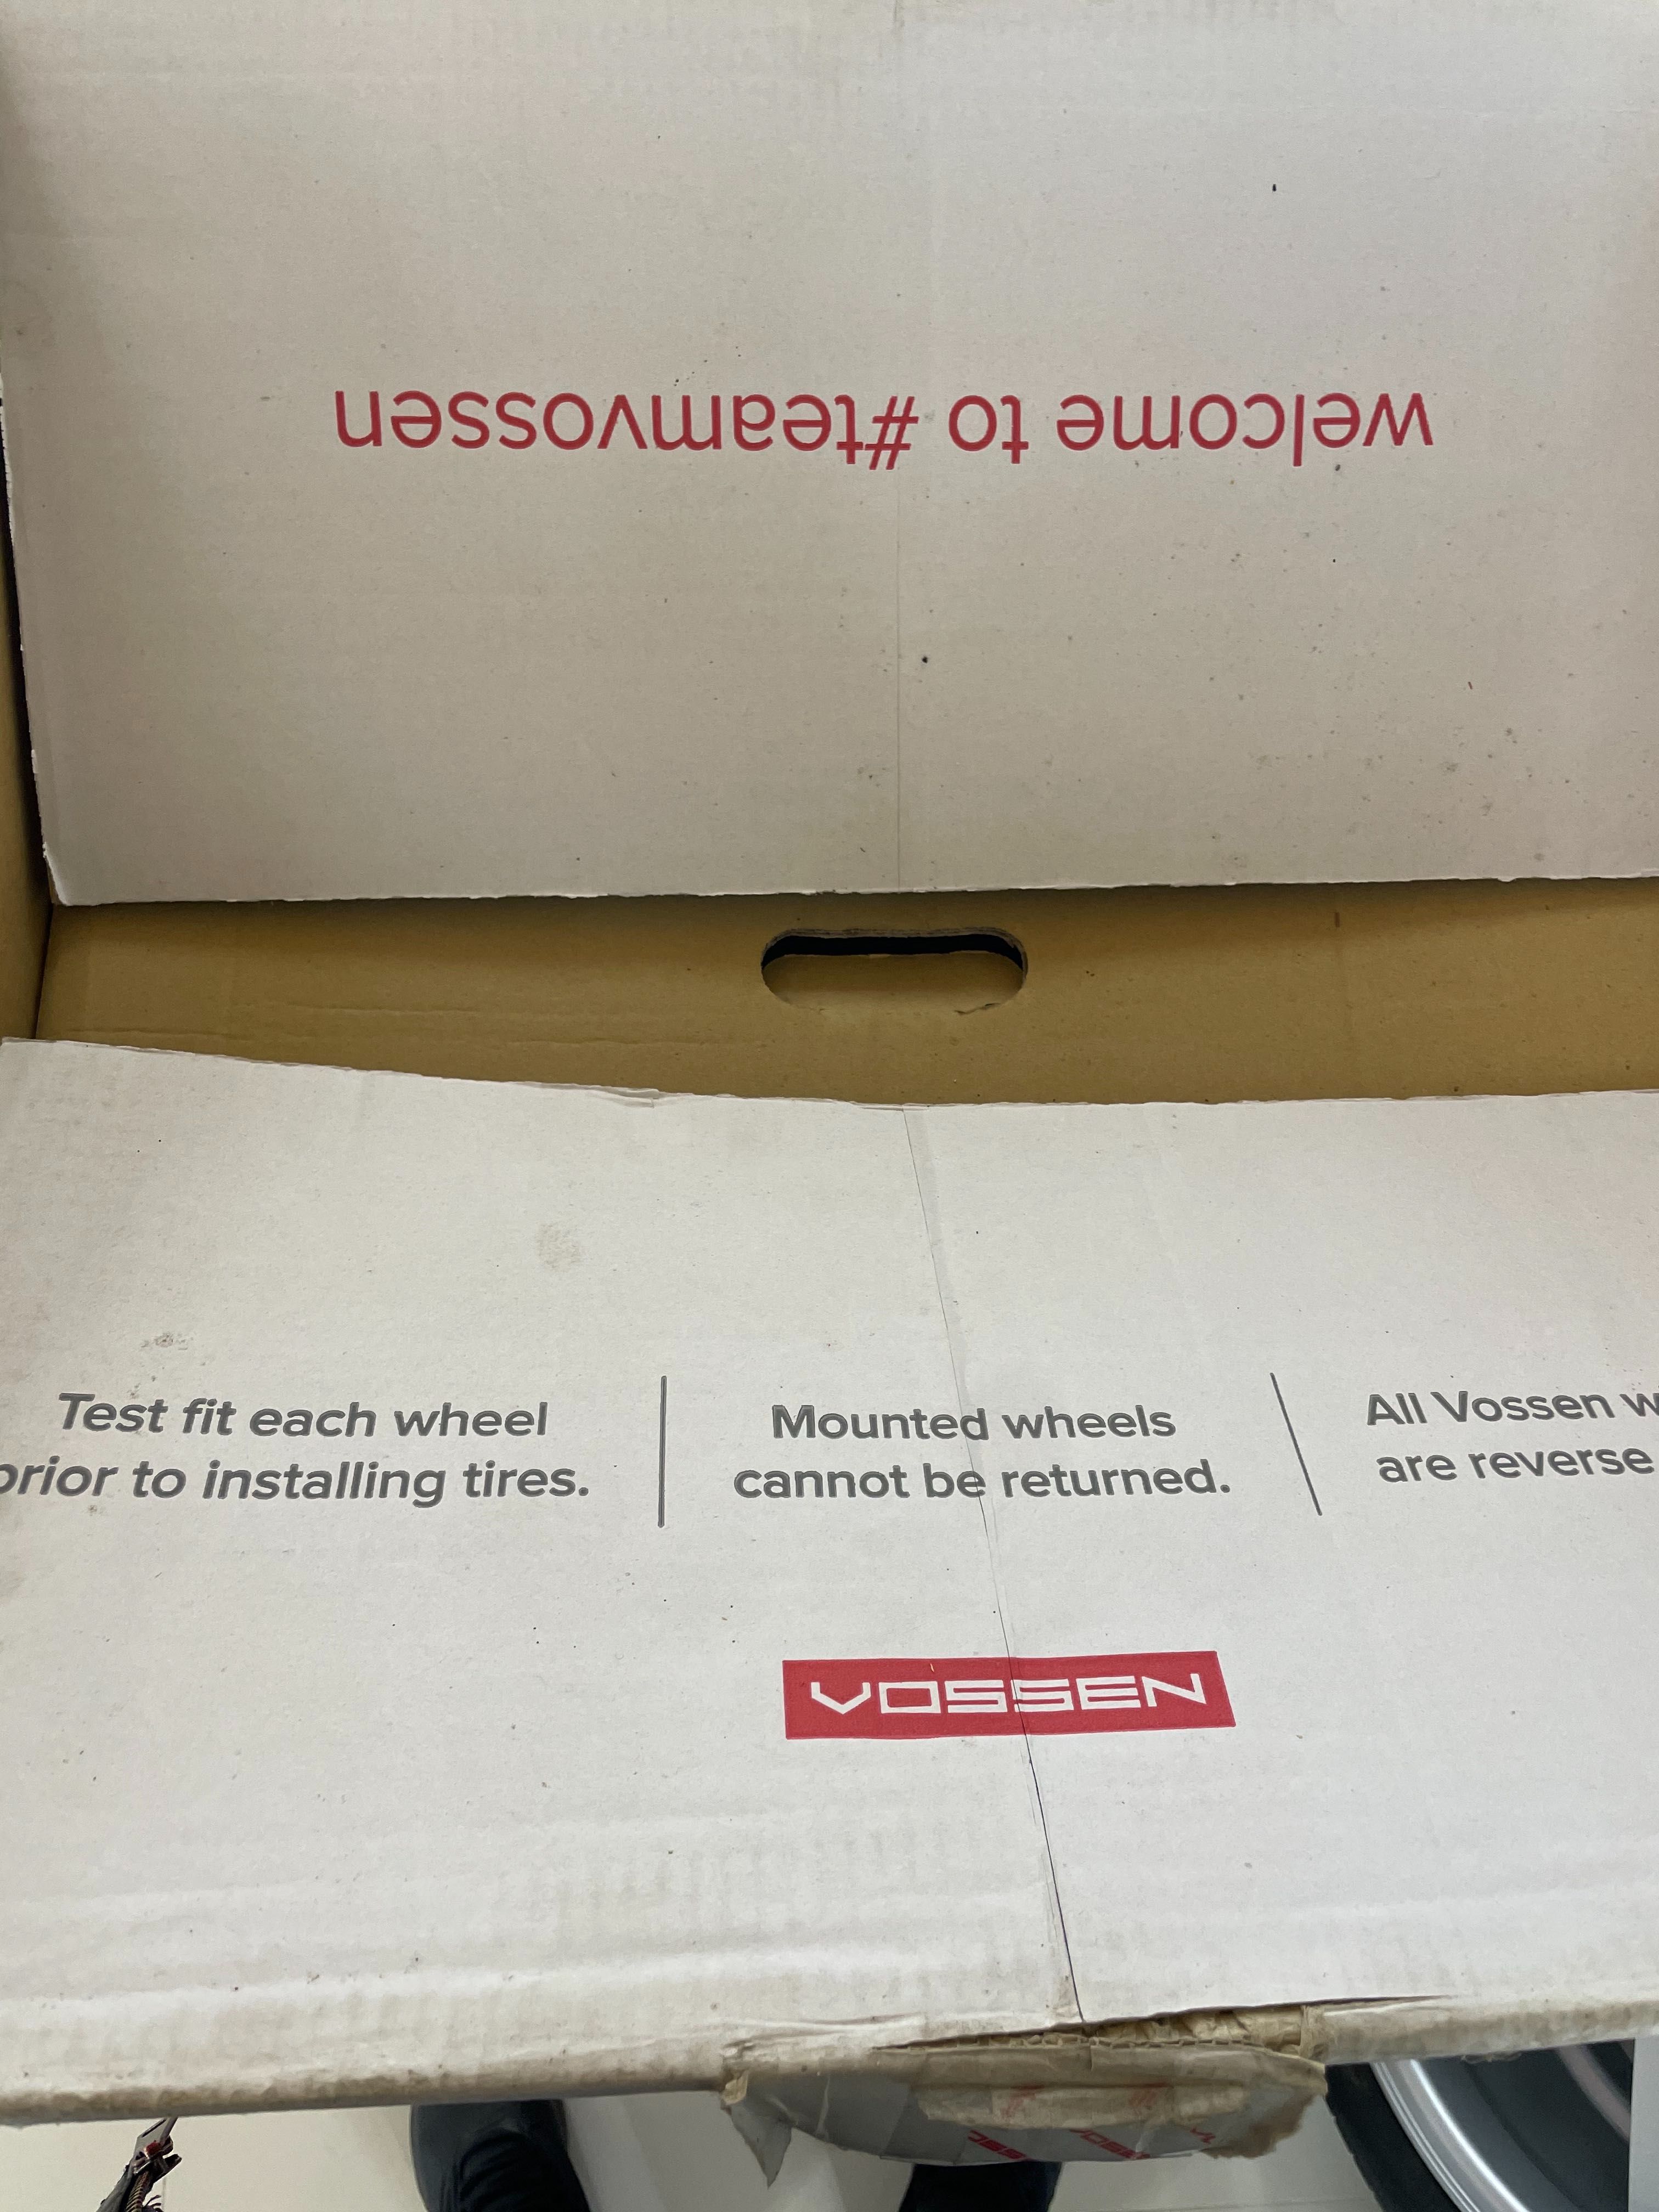 welcome to #teamvossen
Test fit each wheel
prior to installing tires.
Mounted wheels
cannot be returned.
All Vossen
are reverse
VOSSEN